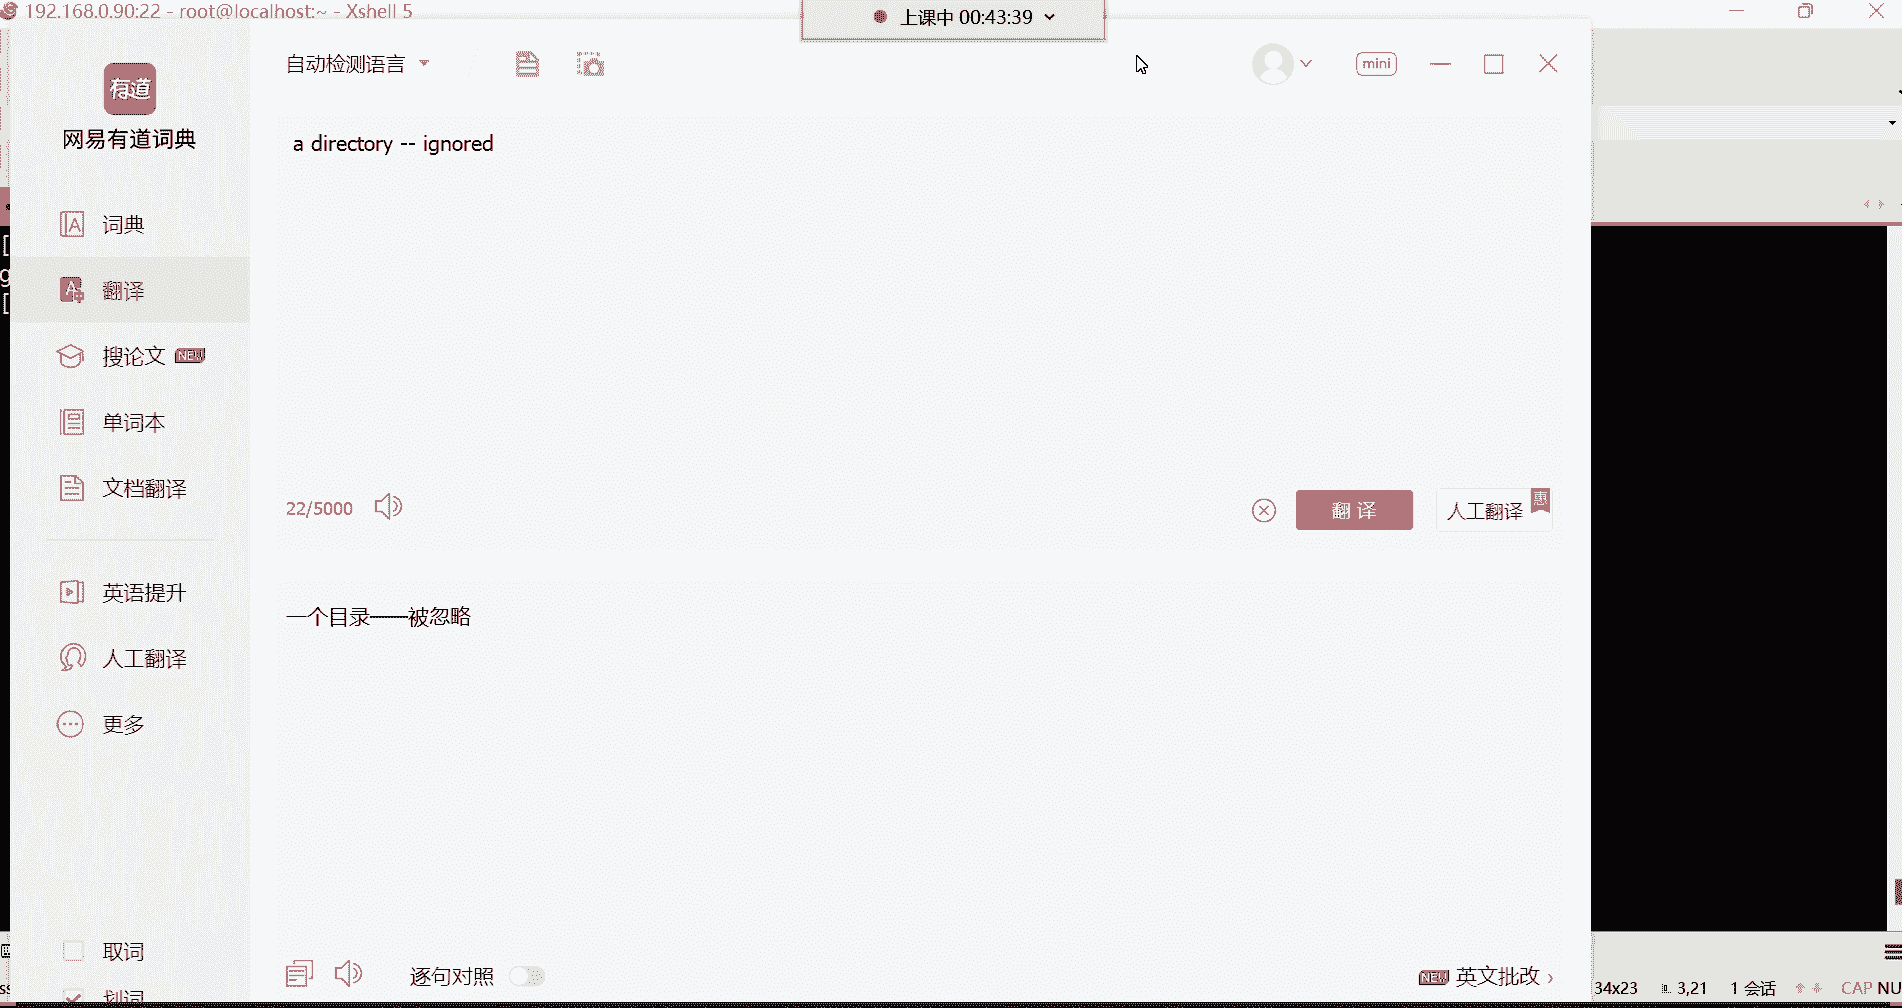 192.168.0.90:22 - root@localhost:~ - Xshell 5
上课中 00:43:39
有道
网易有道词典
自动检测语言
mini
a directory -- ignored
词典
翻译
搜论文 NEW
单词本
文档翻译
22/5000
翻 译
人工翻译 惠
英语提升
人工翻译
更多
一个目录——被忽略
取词
划词
逐句对照
NEW 英文批改 ›
34x23 3,21 1 会话 CAP NU